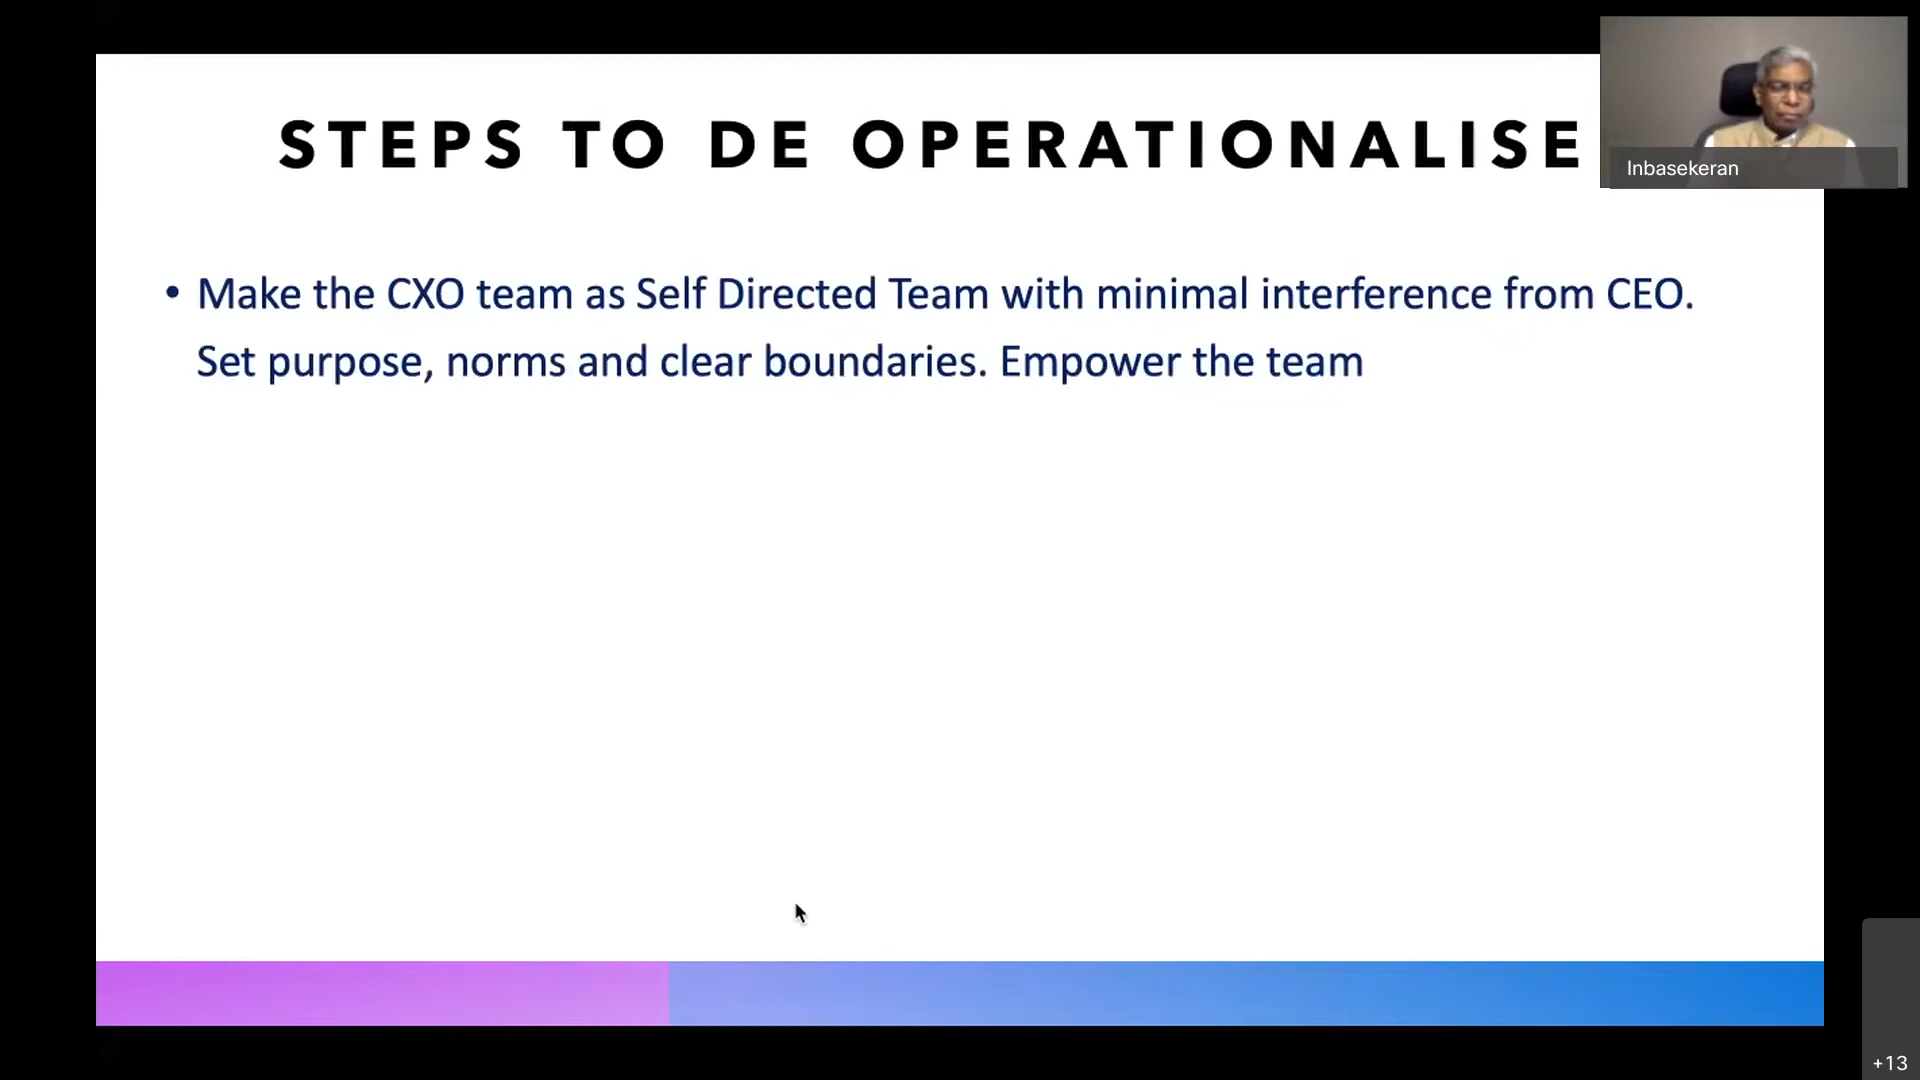 STEPS TO DE OPERATIONALISE
Inbasekeran
• Make the CXO team as Self Directed Team with minimal interference from CEO.
Set purpose, norms and clear boundaries. Empower the team
+13